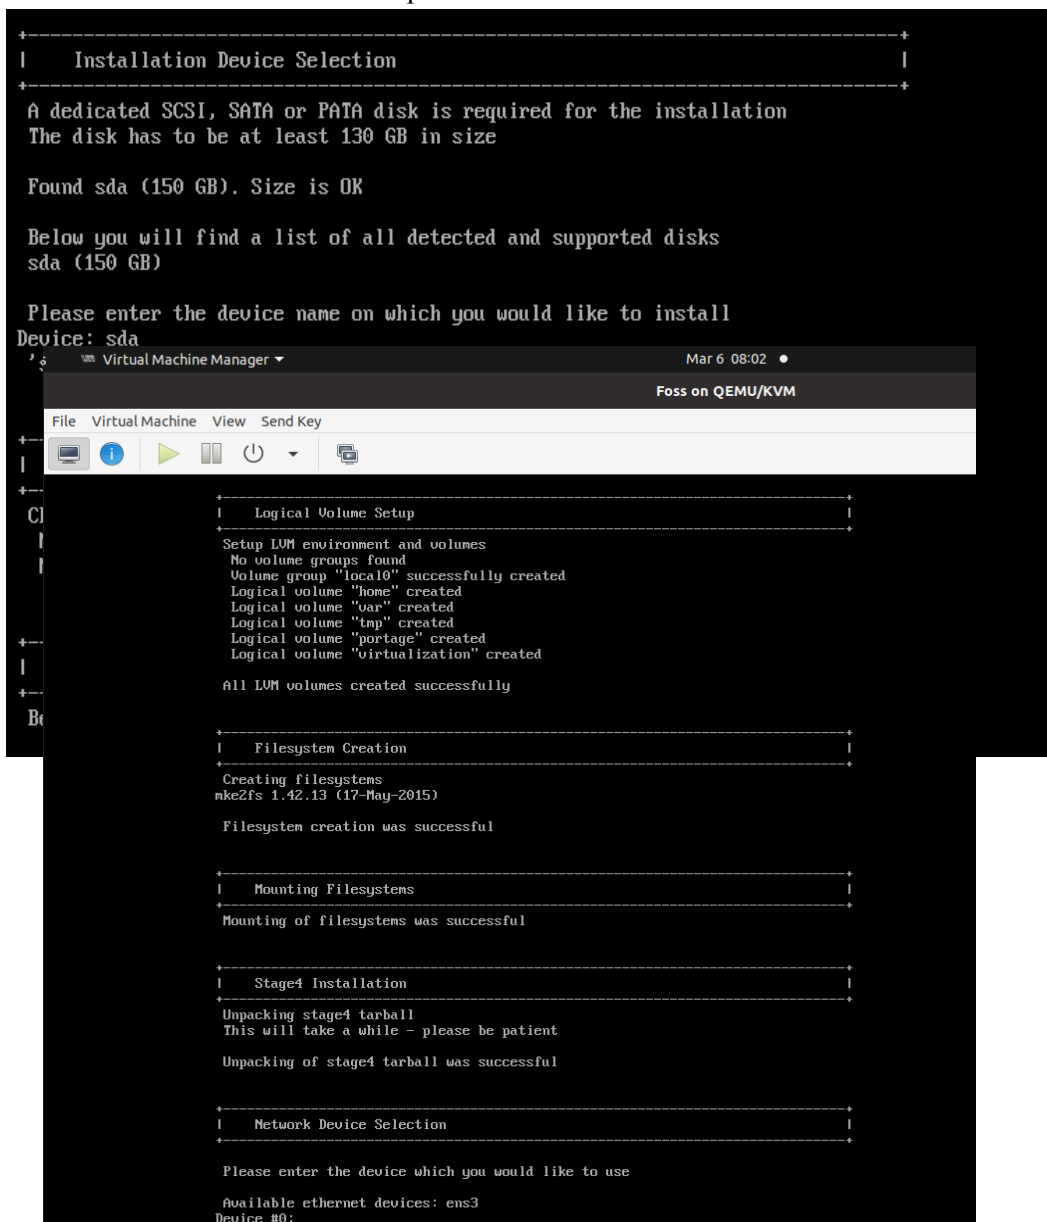 Installation Device Selection
A dedicated SCSI, SATA or PATA disk is required for the installation
The disk has to be at least 130 GB in size
Found sda (150 GB). Size is OK
Below you will find a list of all detected and supported disks
sda (150 GB)
Please enter the device name on which you would like to install
Device: sda
Virtual Machine Manager
Mar 6 08:02
Foss on QEMU/KVM
File Virtual Machine View Send Key
Logical Volume Setup
Setup LVM environment and volumes
No volume groups found
Volume group "local0" successfully created
Logical volume "home" created
Logical volume "var" created
Logical volume "tmp" created
Logical volume "portage" created
Logical volume "virtualization" created
All LVM volumes created successfully
Filesystem Creation
Creating filesystems
mke2fs 1.42.13 (17-May-2015)
Filesystem creation was successful
Mounting Filesystems
Mounting of filesystems was successful
Stage4 Installation
Unpacking stage4 tarball
This will take a while - please be patient
Unpacking of stage4 tarball was successful
Network Device Selection
Please enter the device which you would like to use
Available ethernet devices: ens3
Device #0: